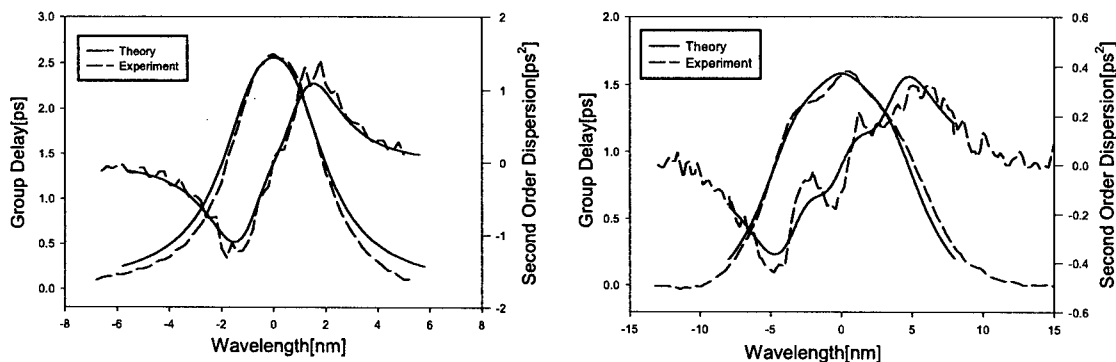 3.0
2.5
2.0
1.5
1.0
0.5
0.0
Group Delay[ps]
Theory
Experiment
2
1
0
-1
-2
Second Order Dispersion[ps²]
-8 -6 -4 -2 0 2 4 6 8
Wavelength[nm]
2.0
1.5
1.0
0.5
0.0
Group Delay[ps]
Theory
Experiment
0.6
0.4
0.2
0.0
-0.2
-0.4
-0.6
Second Order Dispersion[ps²]
-15 -10 -5 0 5 10 15
Wavelength[nm]